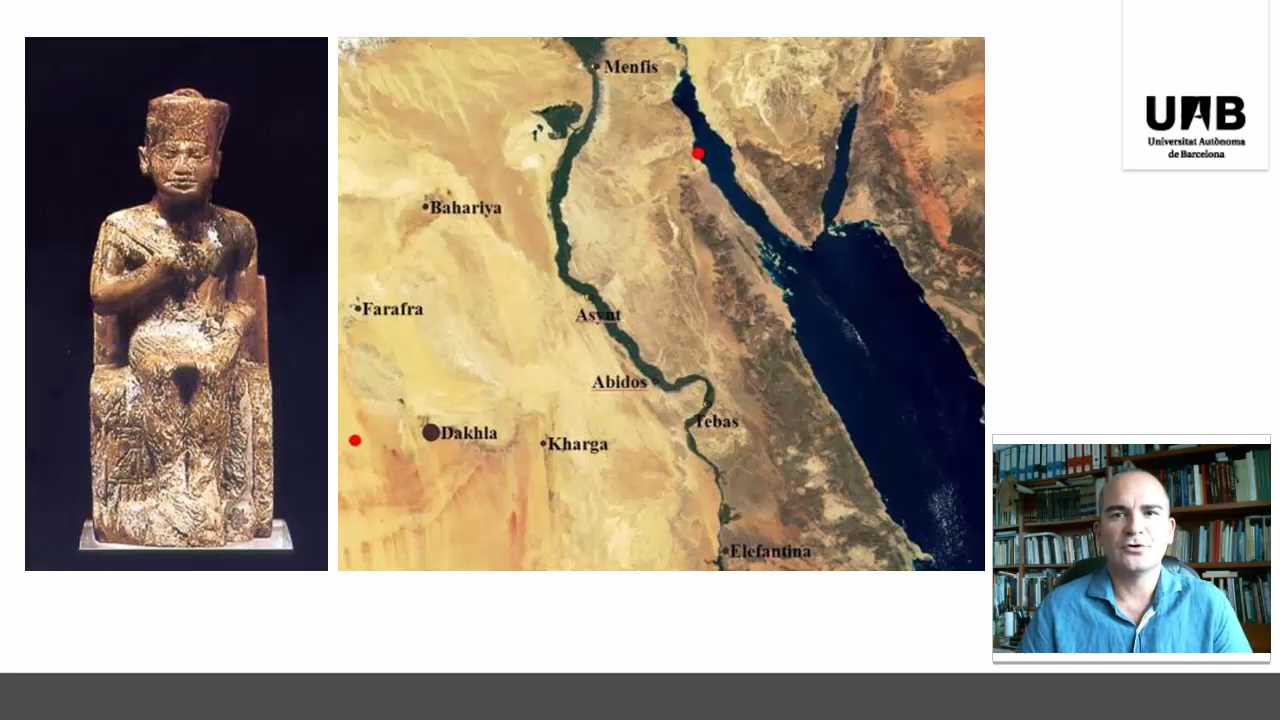 Menfis
Bahariya
Farafra
Asyut
Abidos
Tebas
Dakhla
Kharga
Elefantina
UAB
Universitat Autònoma
de Barcelona